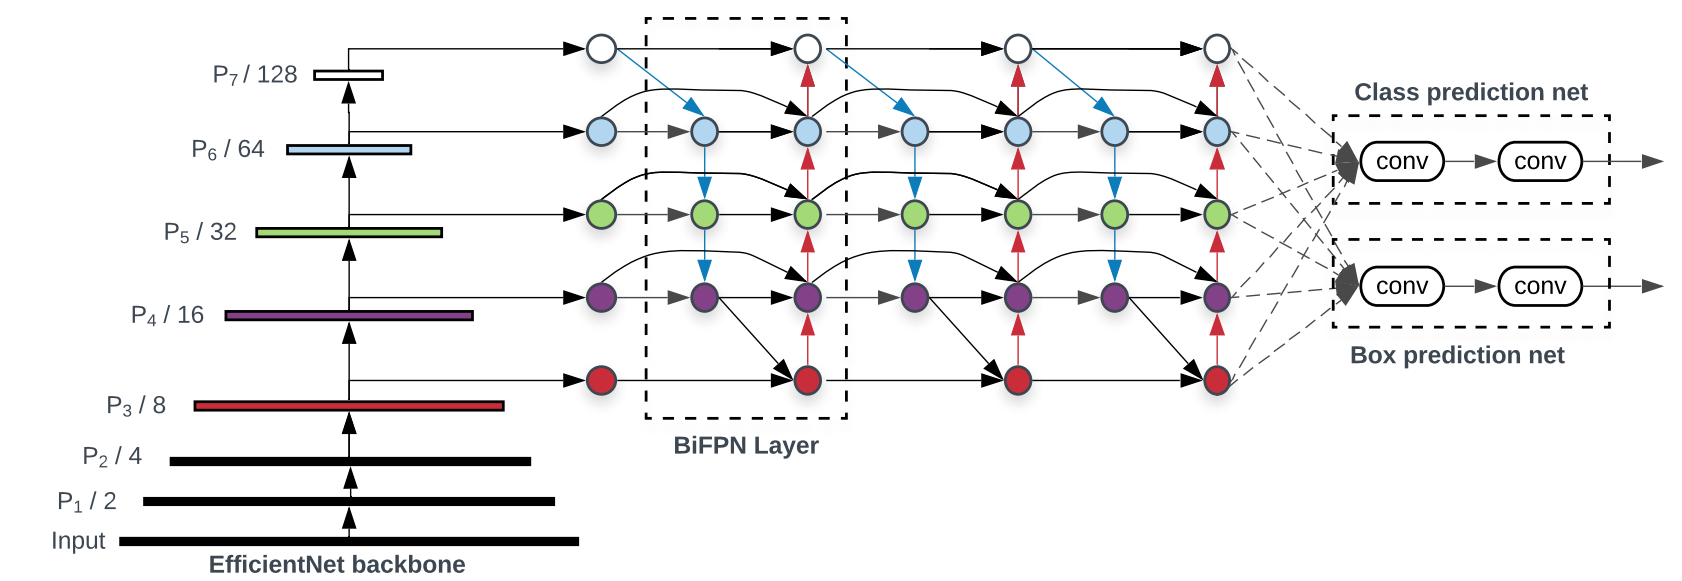 P7 / 128
P6 / 64
P5 / 32
P4 / 16
P3 / 8
P2 / 4
P1 / 2
Input
EfficientNet backbone
BiFPN Layer
Class prediction net
conv conv
conv conv
Box prediction net